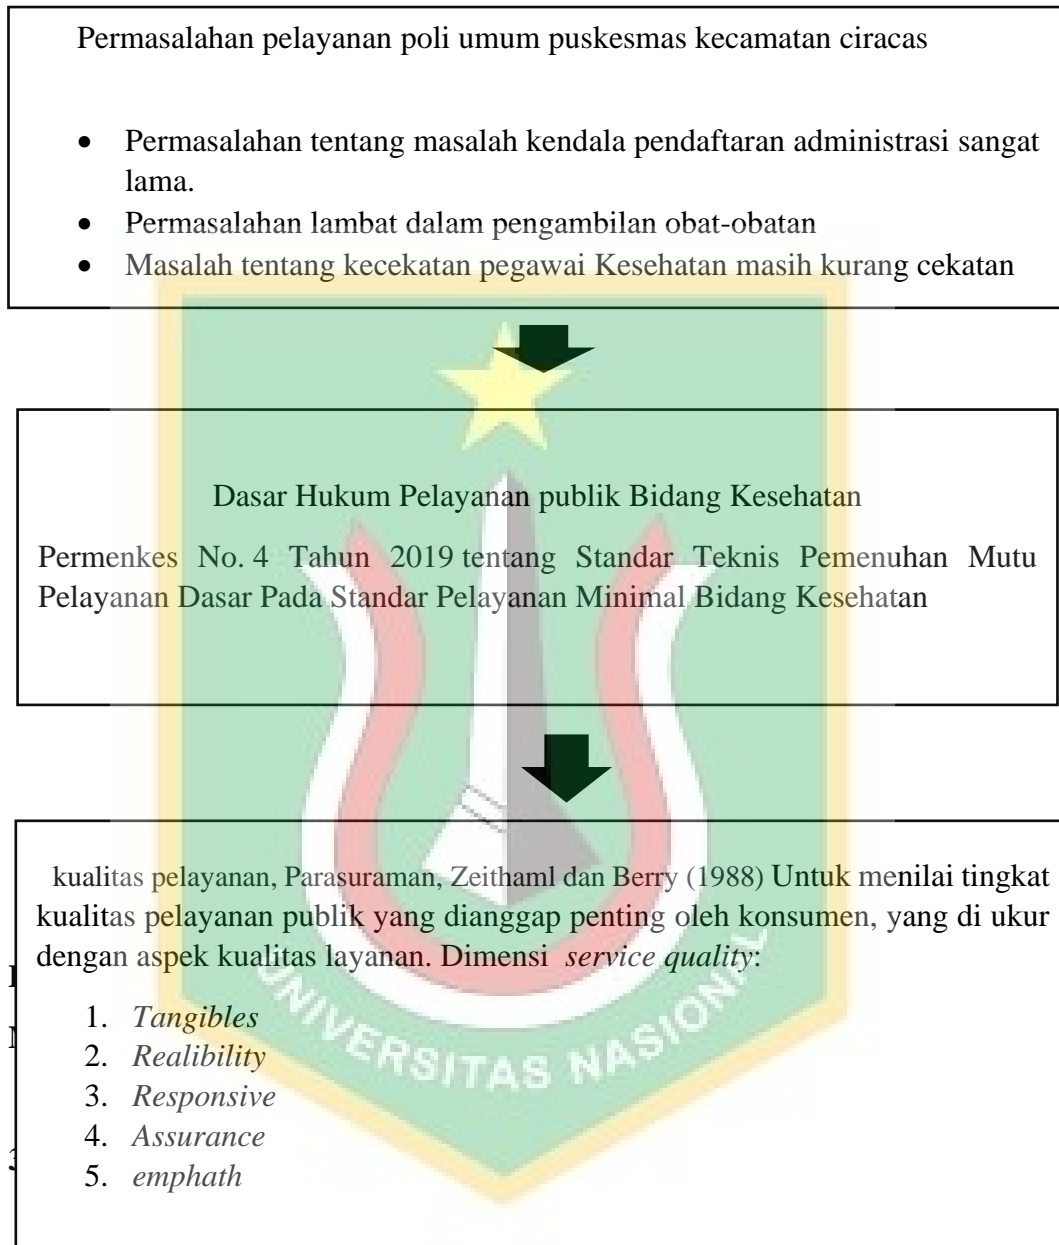 Permasalahan pelayanan poli umum puskesmas kecamatan ciracas
• Permasalahan tentang masalah kendala pendaftaran administrasi sangat
lama.
• Permasalahan lambat dalam pengambilan obat-obatan
• Masalah tentang kecekatan pegawai Kesehatan masih kurang cekatan
Dasar Hukum Pelayanan publik Bidang Kesehatan
Permenkes No. 4 Tahun 2019 tentang Standar Teknis Pemenuhan Mutu
Pelayanan Dasar Pada Standar Pelayanan Minimal Bidang Kesehatan
kualitas pelayanan, Parasuraman, Zeithaml dan Berry (1988) Untuk menilai tingkat
kualitas pelayanan publik yang dianggap penting oleh konsumen, yang di ukur
dengan aspek kualitas layanan. Dimensi service quality:
1. Tangibles
2. Realibility
3. Responsive
4. Assurance
5. emphath
UNIVERSITAS NASIONAL